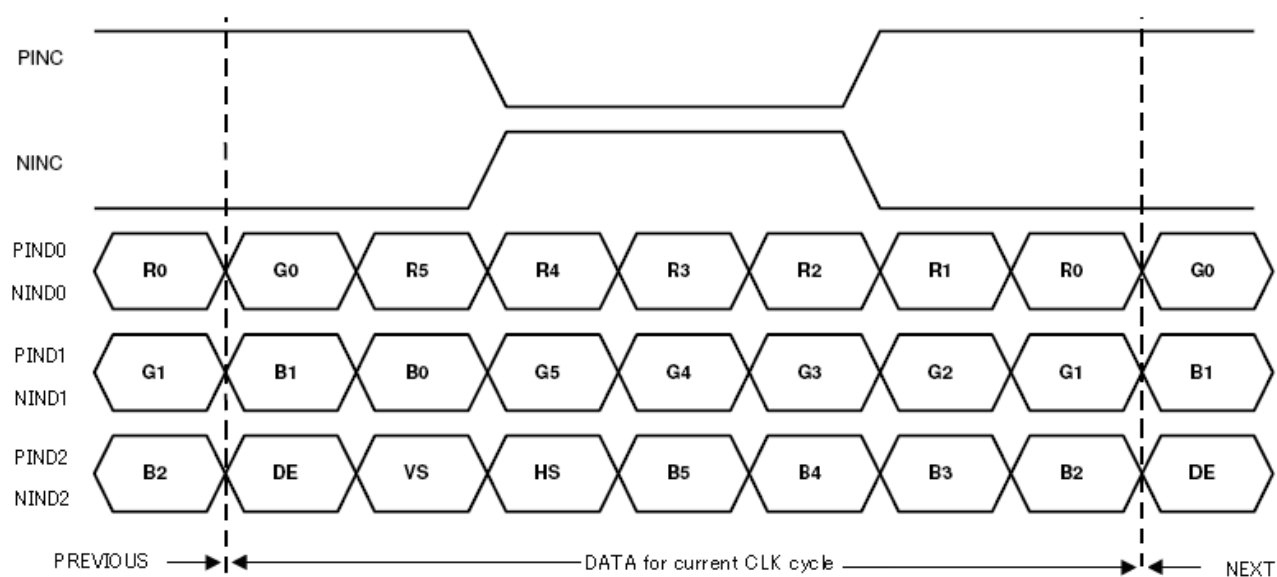 PINC
NINC
PIND0
NIND0
R0 G0 R5 R4 R3 R2 R1 R0 G0
PIND1
NIND1
G1 B1 B0 G5 G4 G3 G2 G1 B1
PIND2
NIND2
B2 DE VS HS B5 B4 B3 B2 DE
PREVIOUS DATA for current CLK cycle NEXT